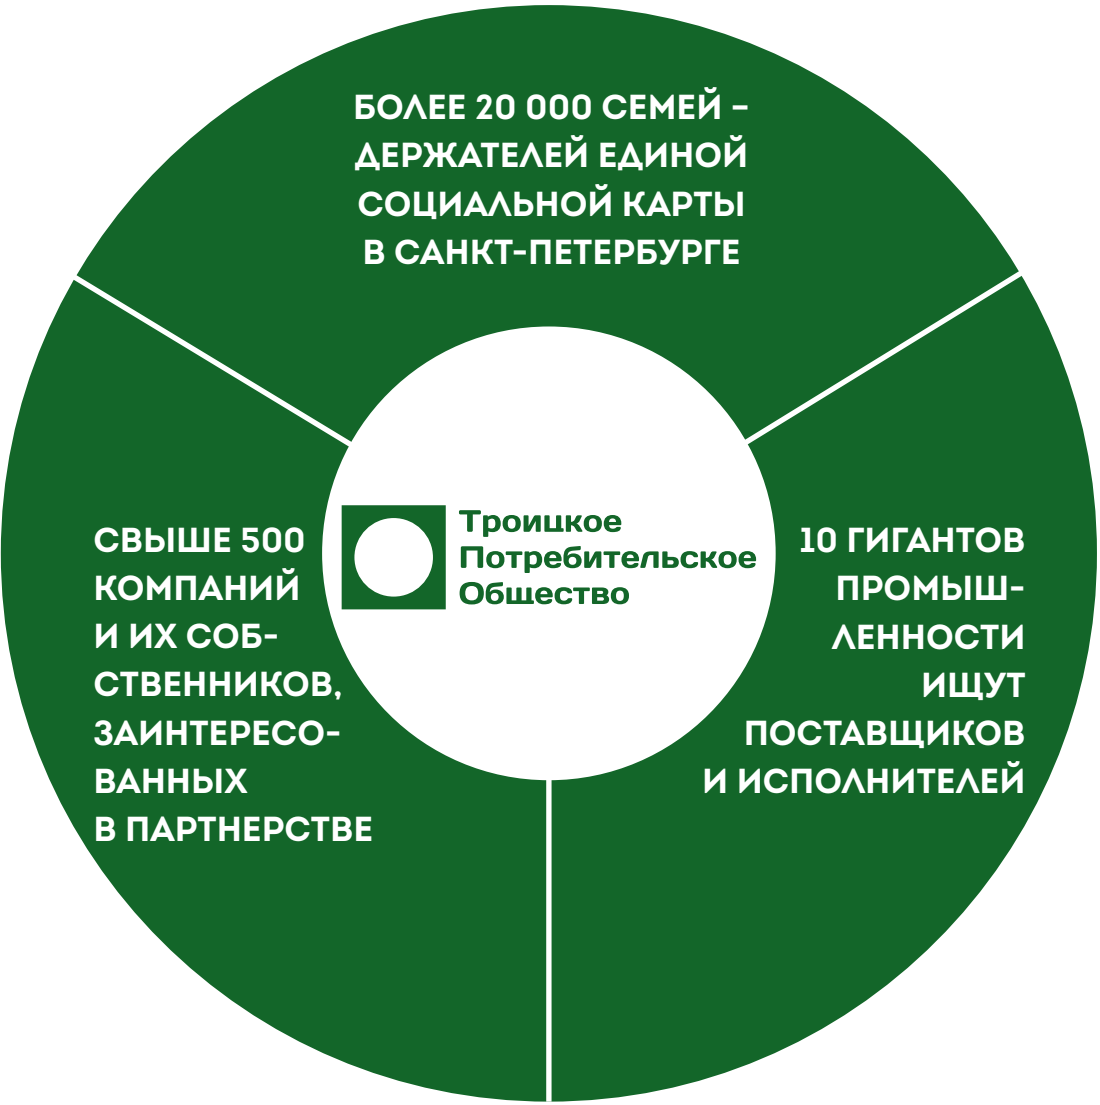 БОЛЕЕ 20 000 СЕМЕЙ –
ДЕРЖАТЕЛЕЙ ЕДИНОЙ
СОЦИАЛЬНОЙ КАРТЫ
В САНКТ-ПЕТЕРБУРГЕ
СВЫШЕ 500
КОМПАНИЙ
И ИХ СОБ-
СТВЕННИКОВ,
ЗАИНТЕРЕСО-
ВАННЫХ
В ПАРТНЕРСТВЕ
Троицкое
Потребительское
Общество
10 ГИГАНТОВ
ПРОМЫШ-
ЛЕННОСТИ
ИЩУТ
ПОСТАВЩИКОВ
И ИСПОЛНИТЕЛЕЙ